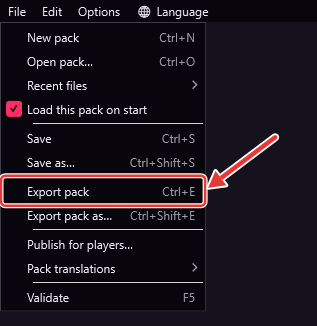 File Edit Options Language
New pack Ctrl+N
Open pack... Ctrl+O
Recent files
Load this pack on start
Save Ctrl+S
Save as... Ctrl+Shift+S
Export pack Ctrl+E
Export pack as... Ctrl+Shift+E
Publish for players...
Pack translations
Validate F5